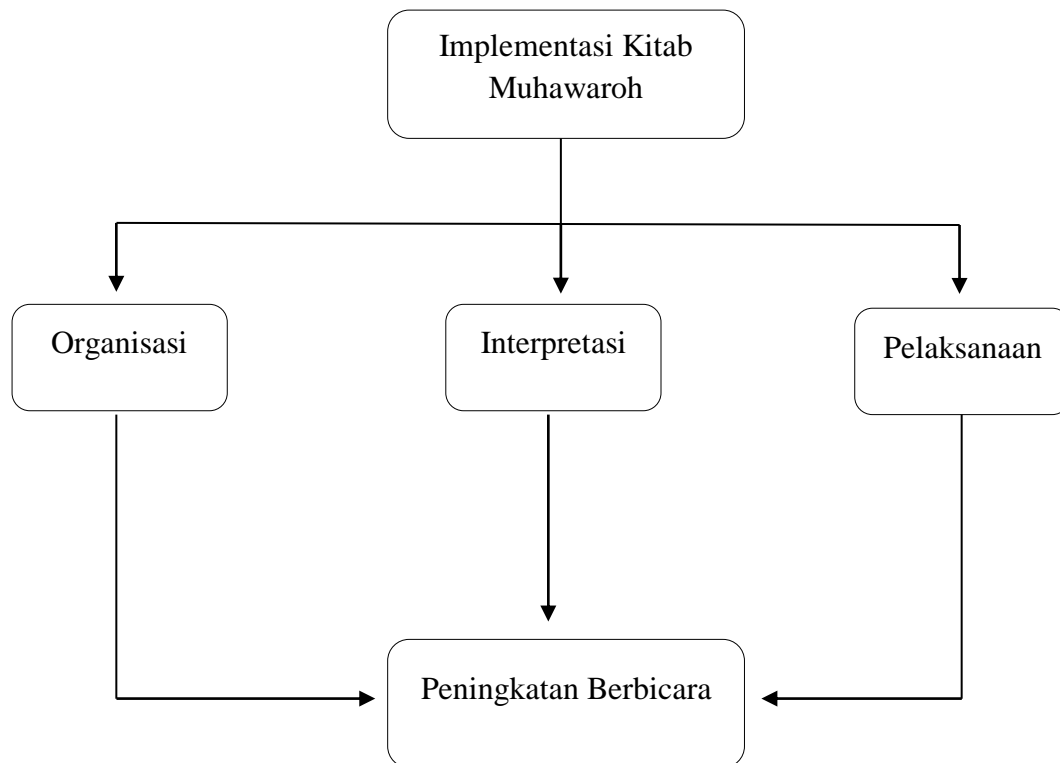 Implementasi Kitab
Muhawaroh
Organisasi
Interpretasi
Pelaksanaan
Peningkatan Berbicara